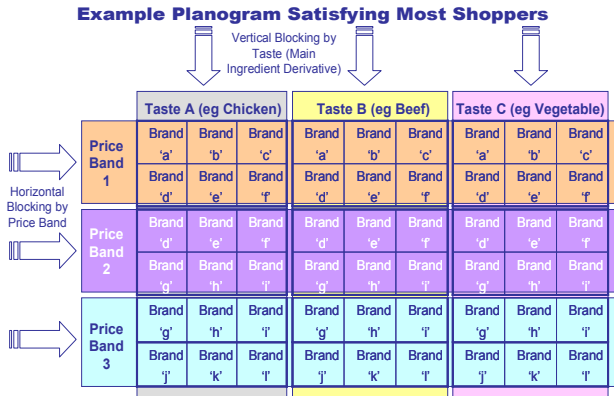 Example Planogram Satisfying Most Shoppers
Vertical Blocking by
Taste (Main
Ingredient Derivative)
Taste A (eg Chicken) Taste B (eg Beef) Taste C (eg Vegetable)
Horizontal
Blocking by
Price Band
Price
Band
1
Brand Brand Brand Brand Brand Brand Brand Brand Brand
‘a’ ‘b’ ‘c’ ‘a’ ‘b’ ‘c’ ‘a’ ‘b’ ‘c’
Brand Brand Brand Brand Brand Brand Brand Brand Brand
‘d’ ‘e’ ‘f’ ‘d’ ‘e’ ‘f’ ‘d’ ‘e’ ‘f’
Price
Band
2
Brand Brand Brand Brand Brand Brand Brand Brand Brand
‘d’ ‘e’ ‘f’ ‘d’ ‘e’ ‘f’ ‘d’ ‘e’ ‘f’
Brand Brand Brand Brand Brand Brand Brand Brand Brand
‘g’ ‘h’ ‘i’ ‘g’ ‘h’ ‘i’ ‘g’ ‘h’ ‘i’
Price
Band
3
Brand Brand Brand Brand Brand Brand Brand Brand Brand
‘g’ ‘h’ ‘i’ ‘g’ ‘h’ ‘i’ ‘g’ ‘h’ ‘i’
Brand Brand Brand Brand Brand Brand Brand Brand Brand
‘j’ ‘k’ ‘l’ ‘j’ ‘k’ ‘l’ ‘j’ ‘k’ ‘l’